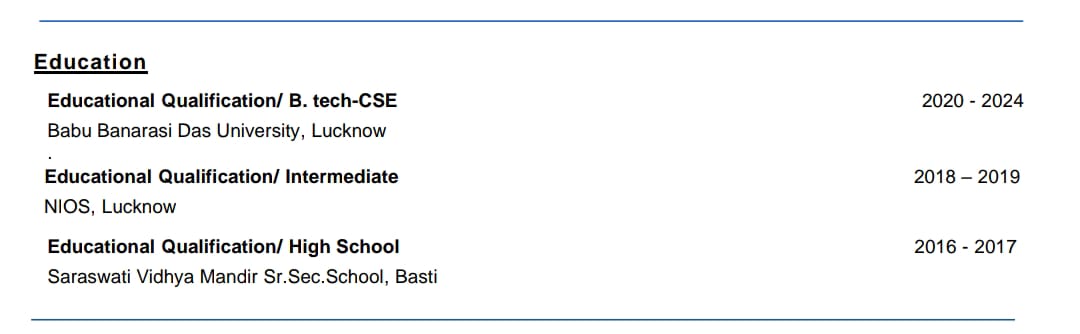 Education
Educational Qualification/ B. tech-CSE 2020 - 2024
Babu Banarasi Das University, Lucknow
.
Educational Qualification/ Intermediate 2018 – 2019
NIOS, Lucknow
Educational Qualification/ High School 2016 - 2017
Saraswati Vidhya Mandir Sr.Sec.School, Basti